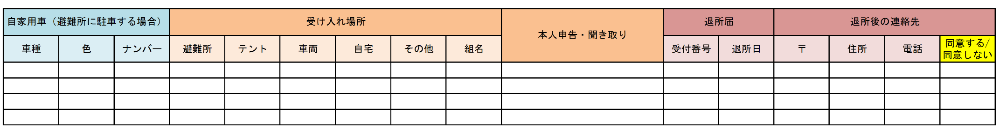 自家用車（避難所に駐車する場合）
受け入れ場所
本人申告・聞き取り
退所届
退所後の連絡先
車種
色
ナンバー
避難所
テント
車両
自宅
その他
組名
受付番号
退所日
〒
住所
電話
同意する/
同意しない